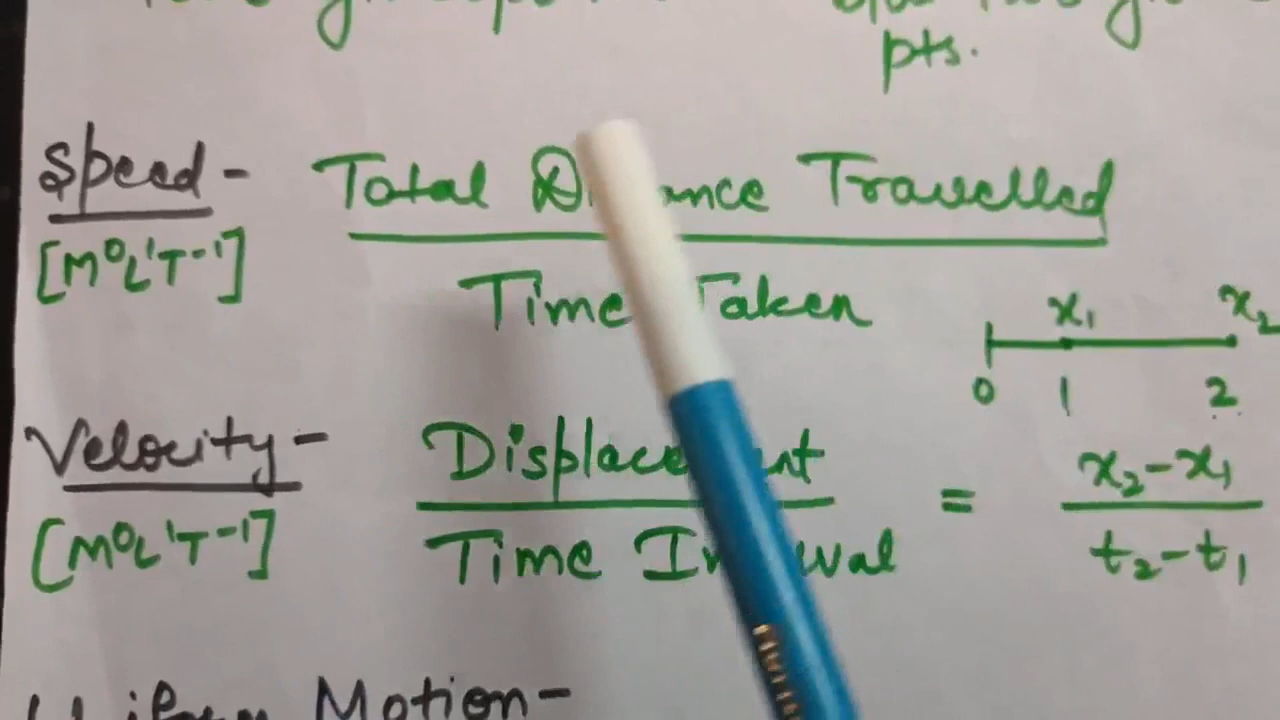 pts.
Speed- Total Travelled
[M⁰L¹T⁻¹] Time Taken
x₁ x₂
0 1 2
Velocity- Displacement = x₂-x₁
[M⁰L¹T⁻¹] Time Interval t₂-t₁
Motion-